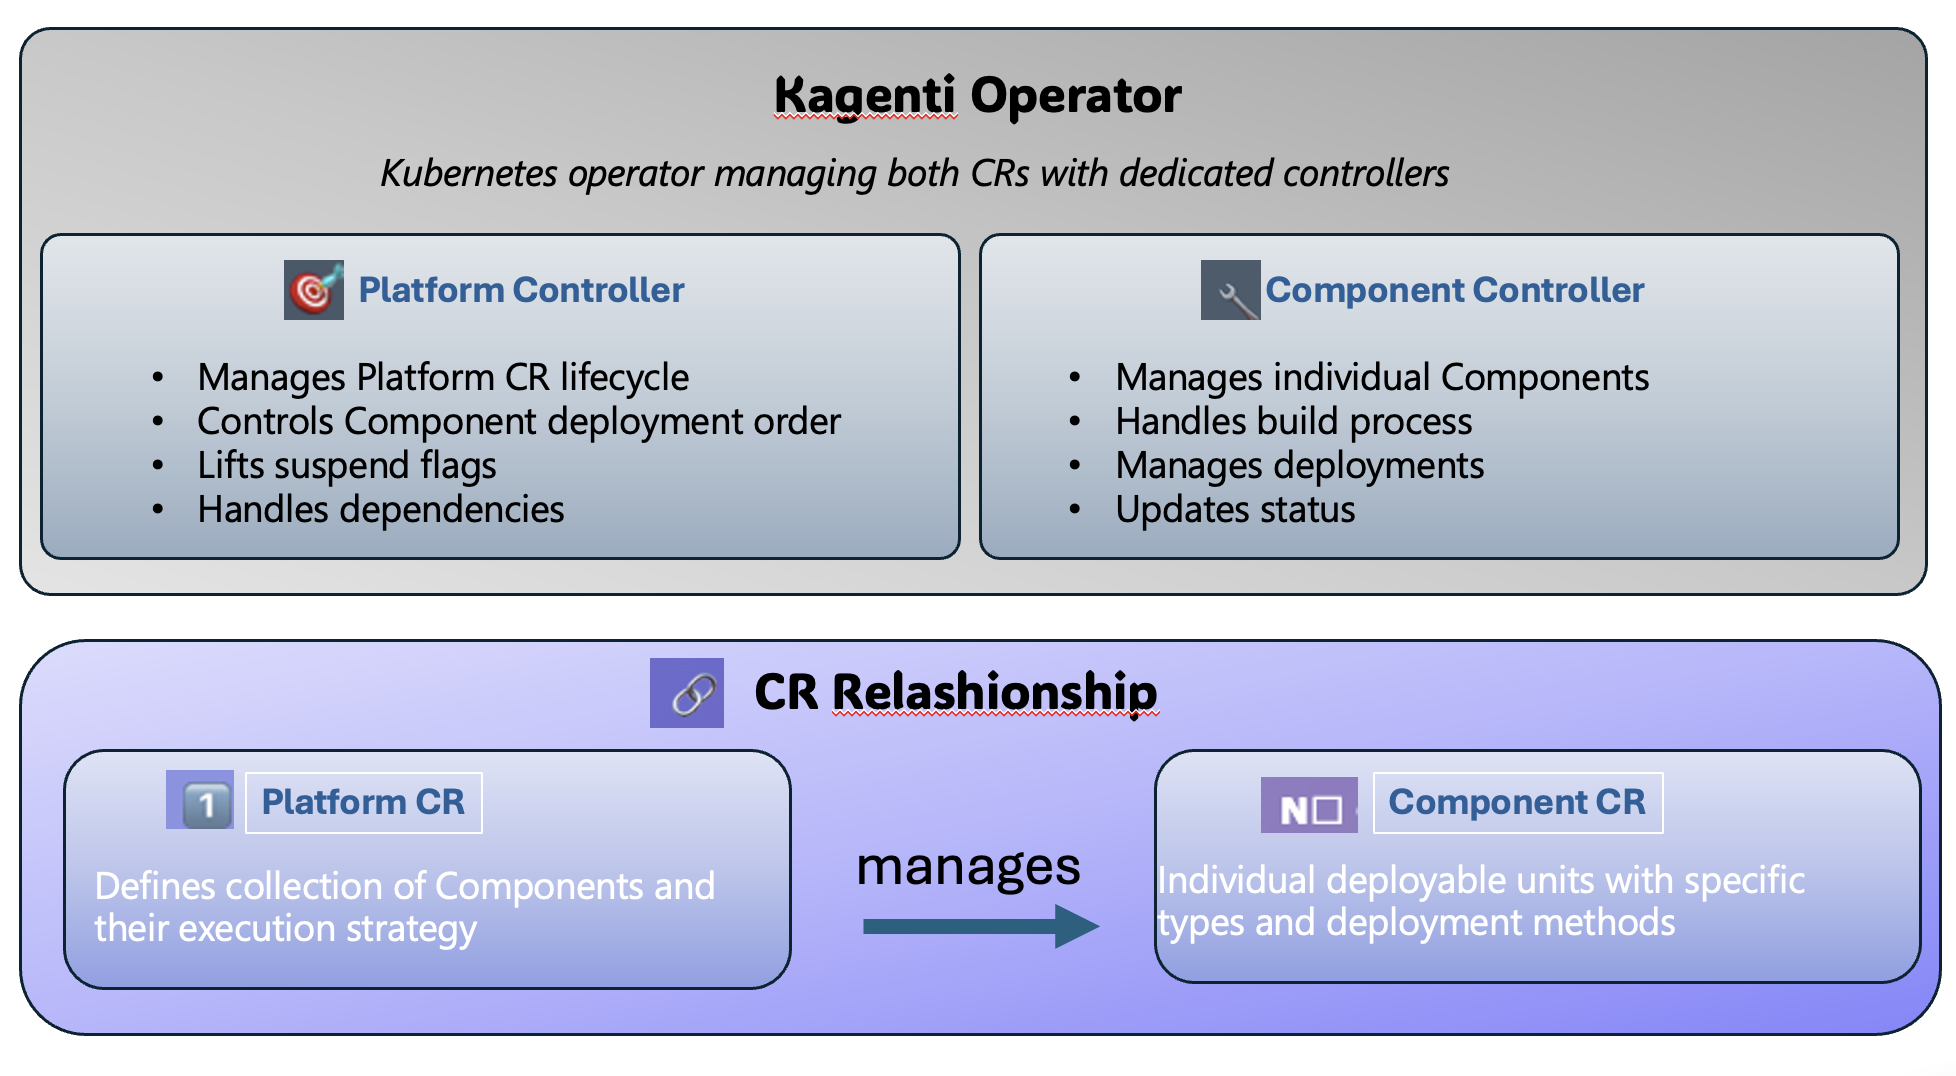 Kagenti Operator
Kubernetes operator managing both CRs with dedicated controllers
Platform Controller
• Manages Platform CR lifecycle
• Controls Component deployment order
• Lifts suspend flags
• Handles dependencies
Component Controller
• Manages individual Components
• Handles build process
• Manages deployments
• Updates status
CR Relashionship
1 Platform CR
Defines collection of Components and
their execution strategy
manages
N□ Component CR
Individual deployable units with specific
types and deployment methods